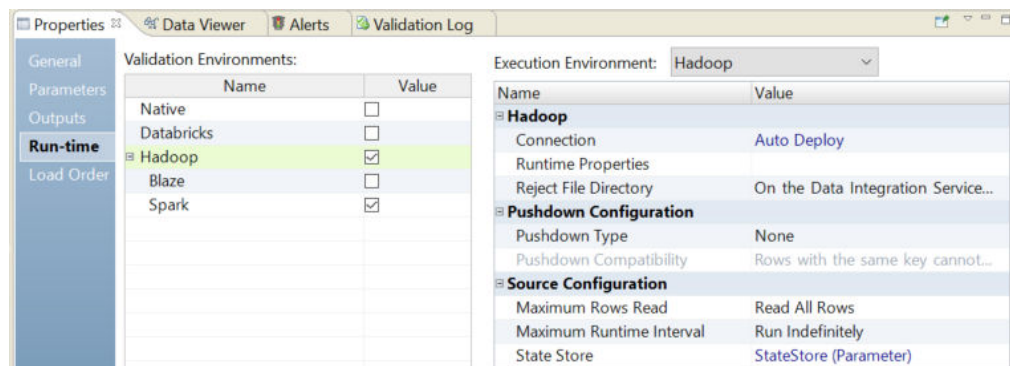 Properties Data Viewer Alerts Validation Log
General
Parameters
Outputs
Run-time
Load Order
Validation Environments:
Name Value
Native
Databricks
Hadoop
Blaze
Spark
Execution Environment: Hadoop
Name Value
Hadoop
Connection Auto Deploy
Runtime Properties
Reject File Directory On the Data Integration Service...
Pushdown Configuration
Pushdown Type None
Pushdown Compatibility Rows with the same key cannot...
Source Configuration
Maximum Rows Read Read All Rows
Maximum Runtime Interval Run Indefinitely
State Store StateStore (Parameter)